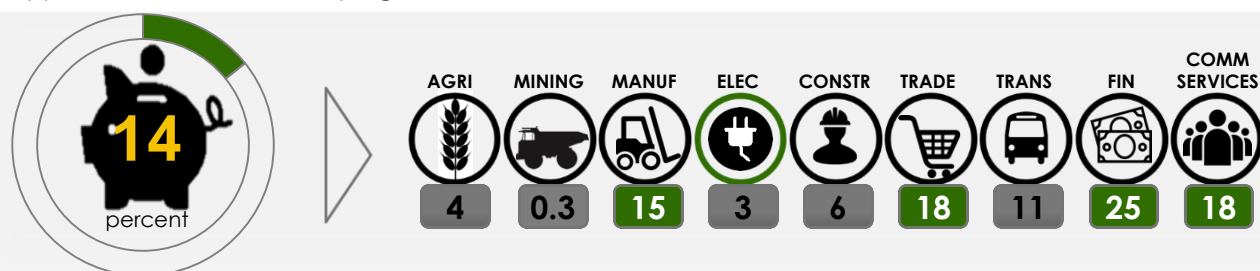 14
percent
AGRI MINING MANUF ELEC CONSTR TRADE TRANS FIN COMM SERVICES
4 0.3 15 3 6 18 11 25 18